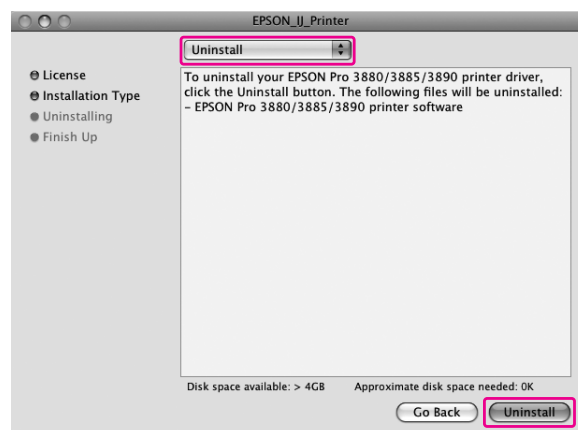 EPSON_IJ_Printer
Uninstall
License
Installation Type
Uninstalling
Finish Up
To uninstall your EPSON Pro 3880/3885/3890 printer driver,
click the Uninstall button. The following files will be uninstalled:
– EPSON Pro 3880/3885/3890 printer software
Disk space available: > 4GB
Approximate disk space needed: 0K
Go Back
Uninstall